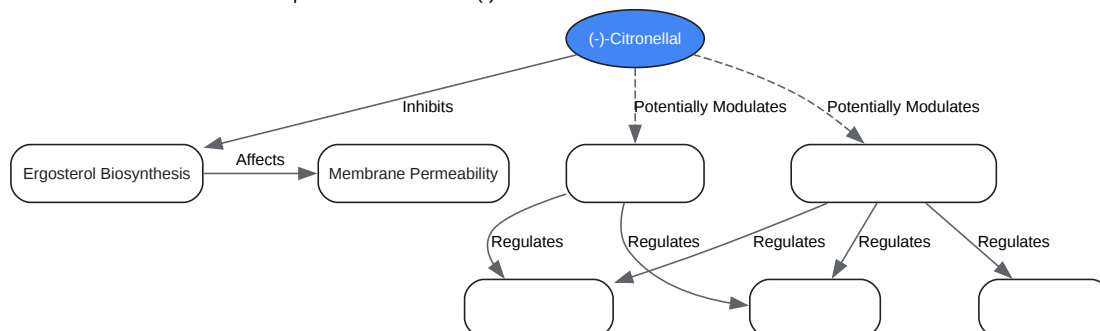 (-)-Citronellal
Inhibits
Potentially Modulates
Potentially Modulates
Affects
Ergosterol Biosynthesis
Membrane Permeability
Regulates
Regulates
Regulates
Regulates
Regulates